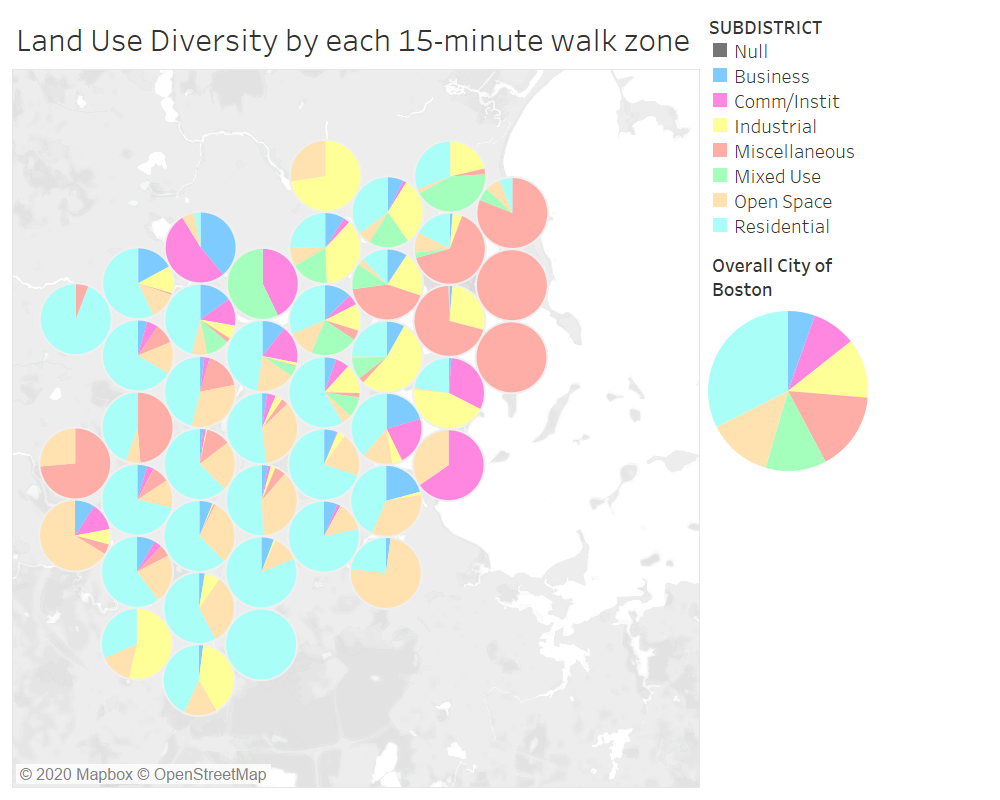 Land Use Diversity by each 15-minute walk zone
SUBDISTRICT
Null
Business
Comm/Instit
Industrial
Miscellaneous
Mixed Use
Open Space
Residential
Overall City of
Boston
© 2020 Mapbox © OpenStreetMap